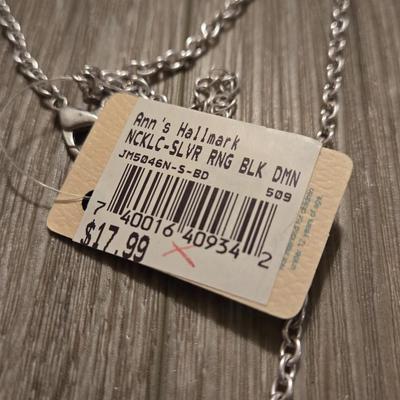 Ann's Hallmark
NCKLC-SLVR RNG BLK DMN
JM5046N-S-BD
509
7 40016 40934 2
$17.99